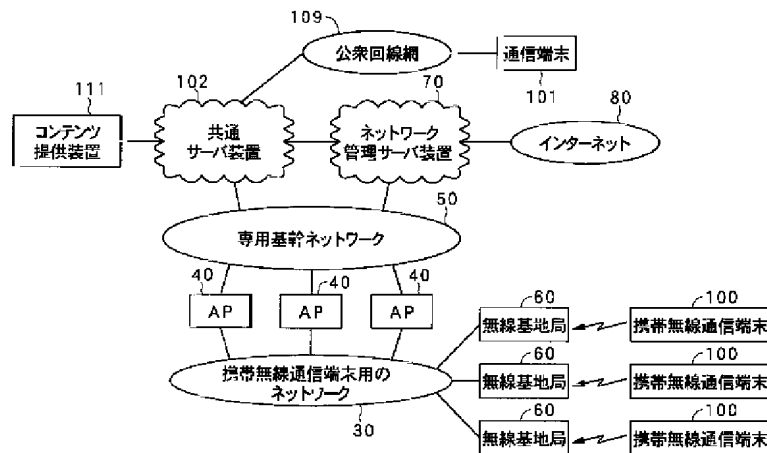 109
公衆回線網
通信端末
101
111
コンテンツ
提供装置
102
共通
サーバ装置
70
ネットワーク
管理サーバ装置
80
インターネット
50
専用基幹ネットワーク
40
40
40
AP
AP
AP
60
100
無線基地局
携帯無線通信端末
60
100
無線基地局
携帯無線通信端末
60
100
無線基地局
携帯無線通信端末
携帯無線通信端末用の
ネットワーク
30